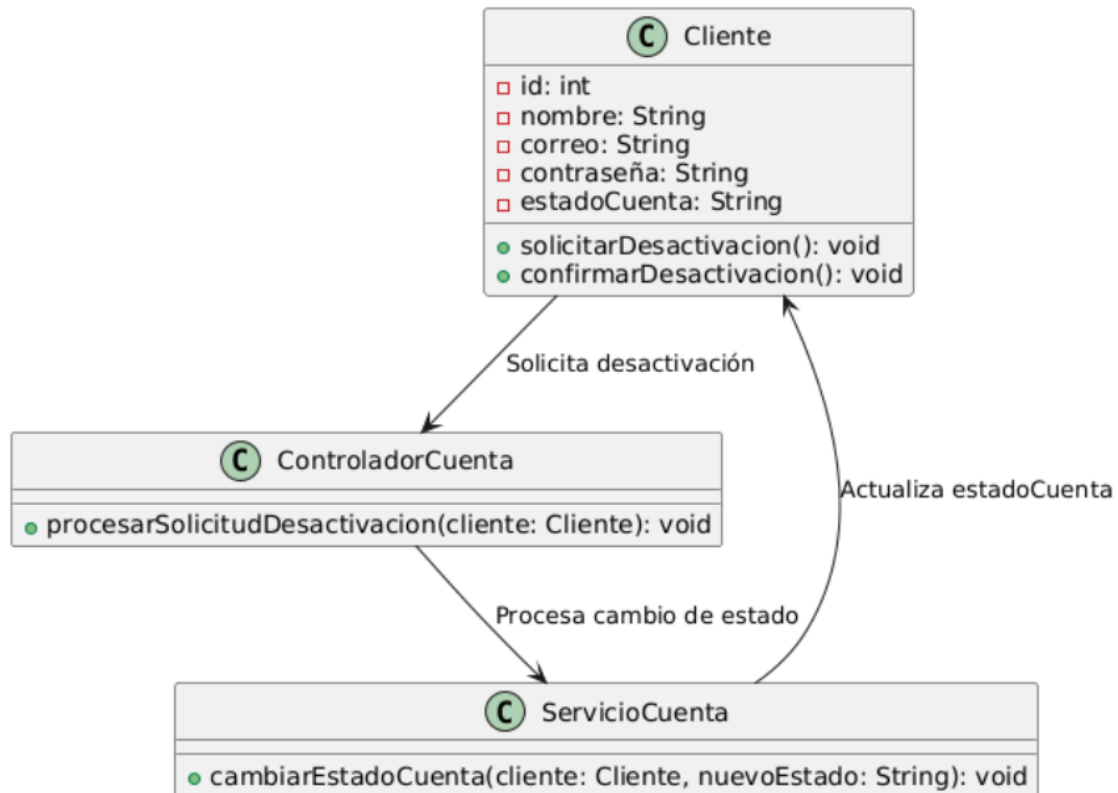 C Cliente
id: int
nombre: String
correo: String
contraseña: String
estadoCuenta: String
solicitarDesactivacion(): void
confirmarDesactivacion(): void
Solicita desactivación
C ControladorCuenta
procesarSolicitudDesactivacion(cliente: Cliente): void
Actualiza estadoCuenta
Procesa cambio de estado
C ServicioCuenta
cambiarEstadoCuenta(cliente: Cliente, nuevoEstado: String): void